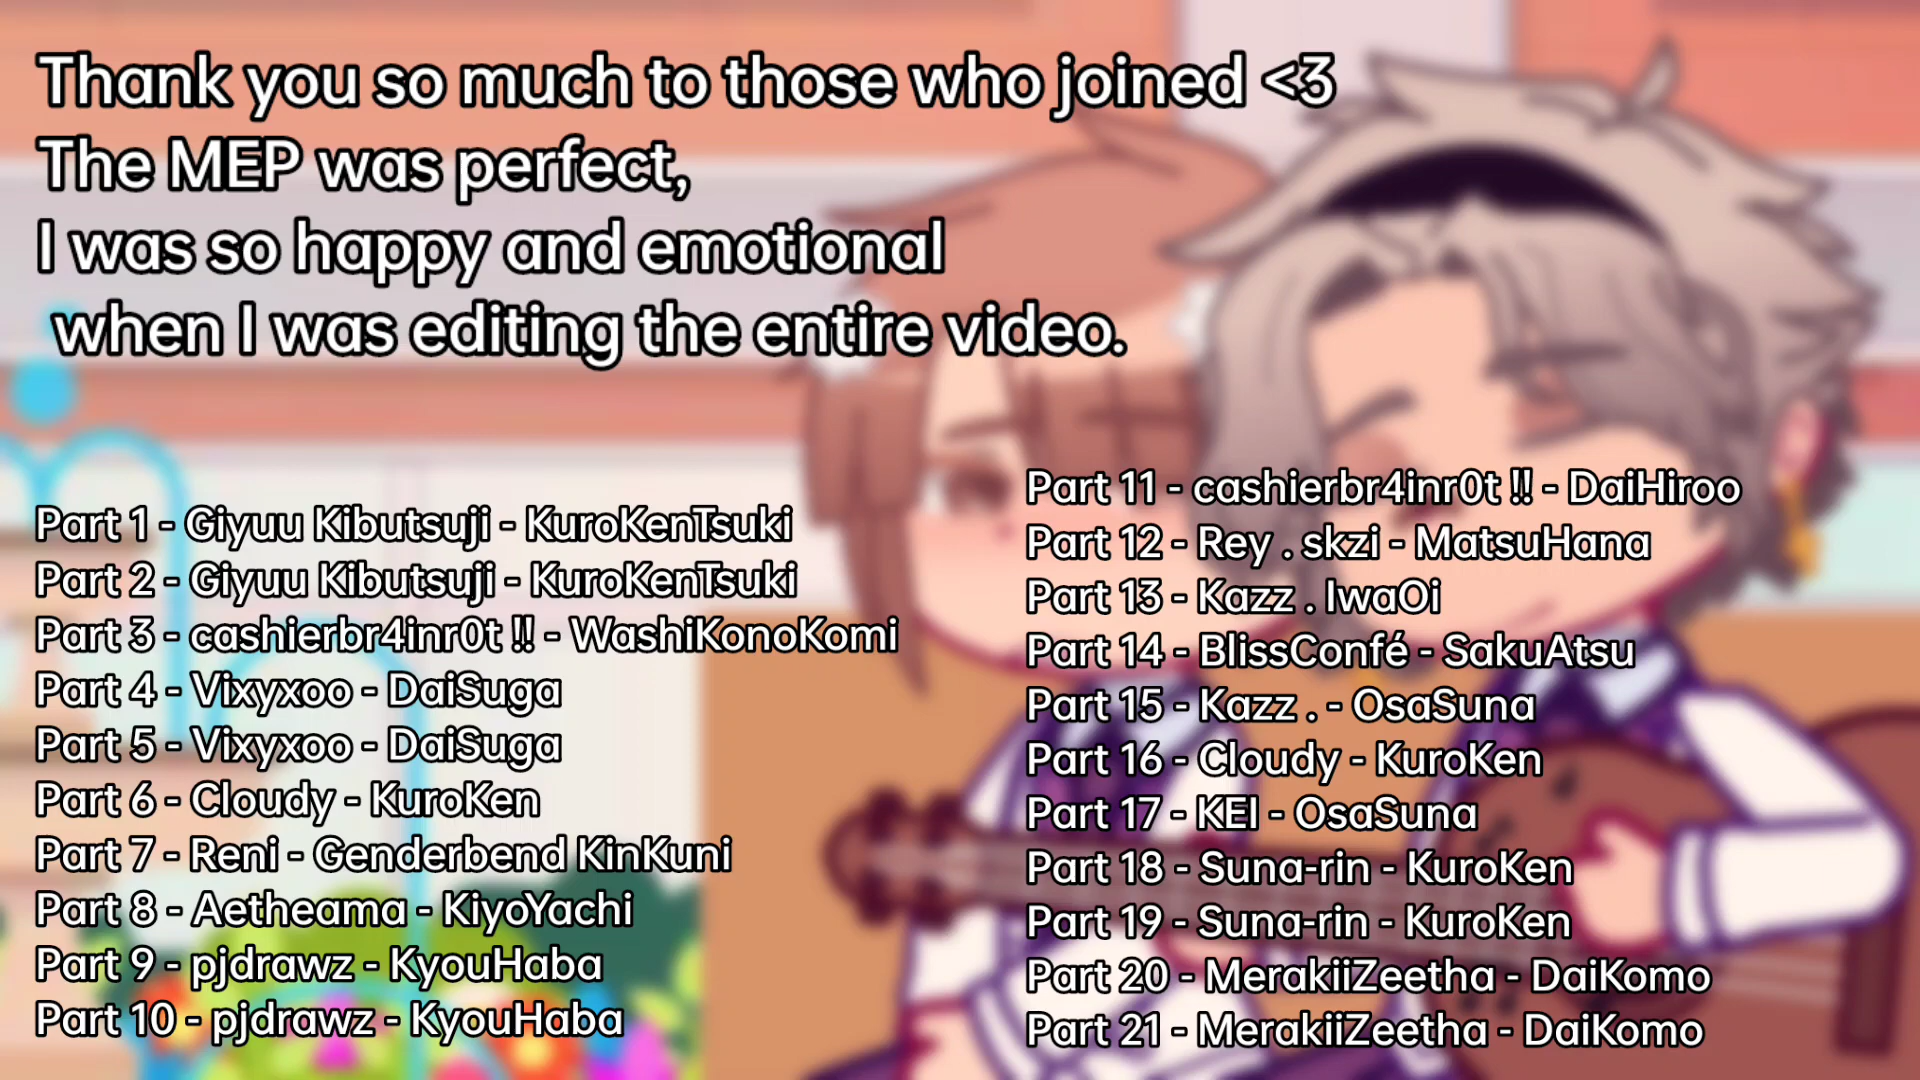 Thank you so much to those who joined <3
The MEP was perfect,
I was so happy and emotional
when I was editing the entire video.
Part 1 - Giyuu Kibutsuji - KuroKenTsuki
Part 2 - Giyuu Kibutsuji - KuroKenTsuki
Part 3 - cashierbr4inr0t !! - WashiKonoKomi
Part 4 - Vixyxoo - DaiSuga
Part 5 - Vixyxoo - DaiSuga
Part 6 - Cloudy - KuroKen
Part 7 - Reni - Genderbend KinKuni
Part 8 - Aetheama - KiyoYachi
Part 9 - pjdrawz - KyouHaba
Part 10 - pjdrawz - KyouHaba
Part 11 - cashierbr4inr0t !! - DaiHiroo
Part 12 - Rey . skzi - MatsuHana
Part 13 - Kazz . IwaOi
Part 14 - BlissConfé - SakuAtsu
Part 15 - Kazz . - OsaSuna
Part 16 - Cloudy - KuroKen
Part 17 - KEI - OsaSuna
Part 18 - Suna-rin - KuroKen
Part 19 - Suna-rin - KuroKen
Part 20 - MerakiiZeetha - DaiKomo
Part 21 - MerakiiZeetha - DaiKomo